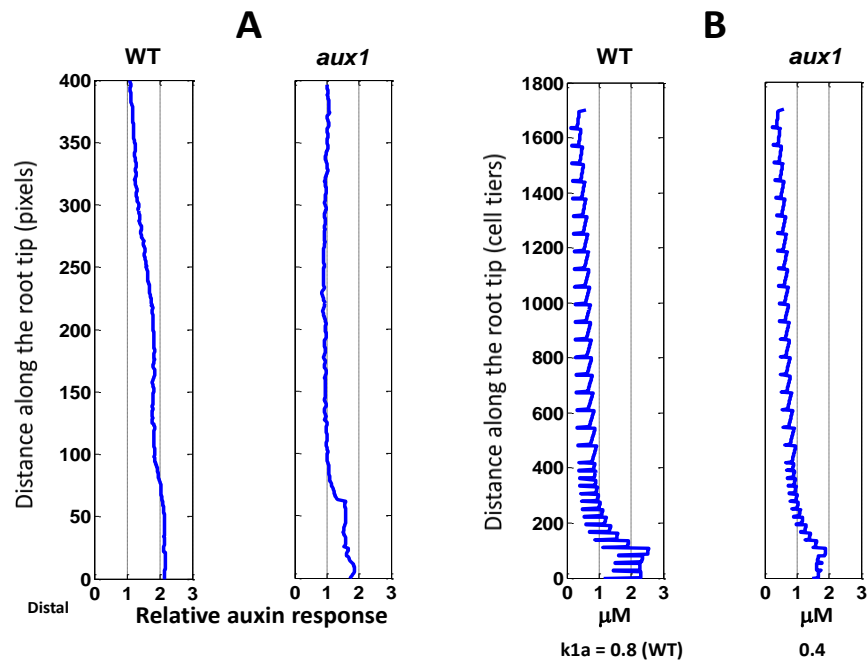 A
B
WT
aux1
WT
aux1
Distance along the root tip (pixels)
400
350
300
250
200
150
100
50
0
0 1 2 3
0 1 2 3
Distal
Relative auxin response
Distance along the root tip (cell tiers)
1800
1600
1400
1200
1000
800
600
400
200
0
0 1 2 3
0 1 2 3
μM
μM
k1a = 0.8 (WT)
0.4